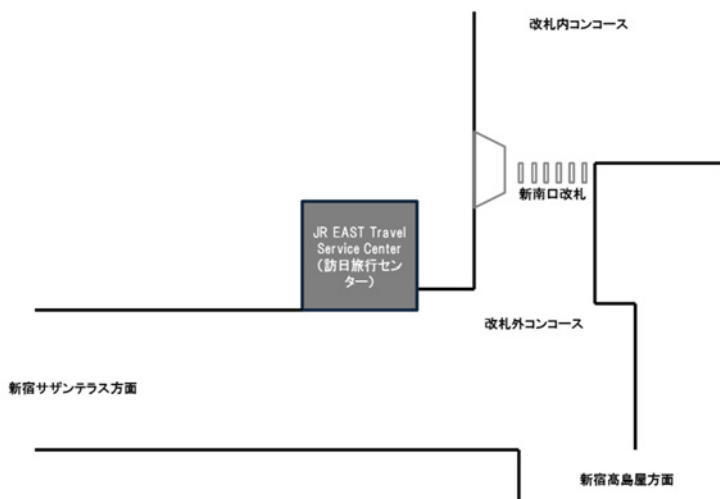 改札内コンコース
新南口改札
JR EAST Travel
Service Center
（訪日旅行セン
ター）
改札外コンコース
新宿サザンテラス方面
新宿髙島屋方面